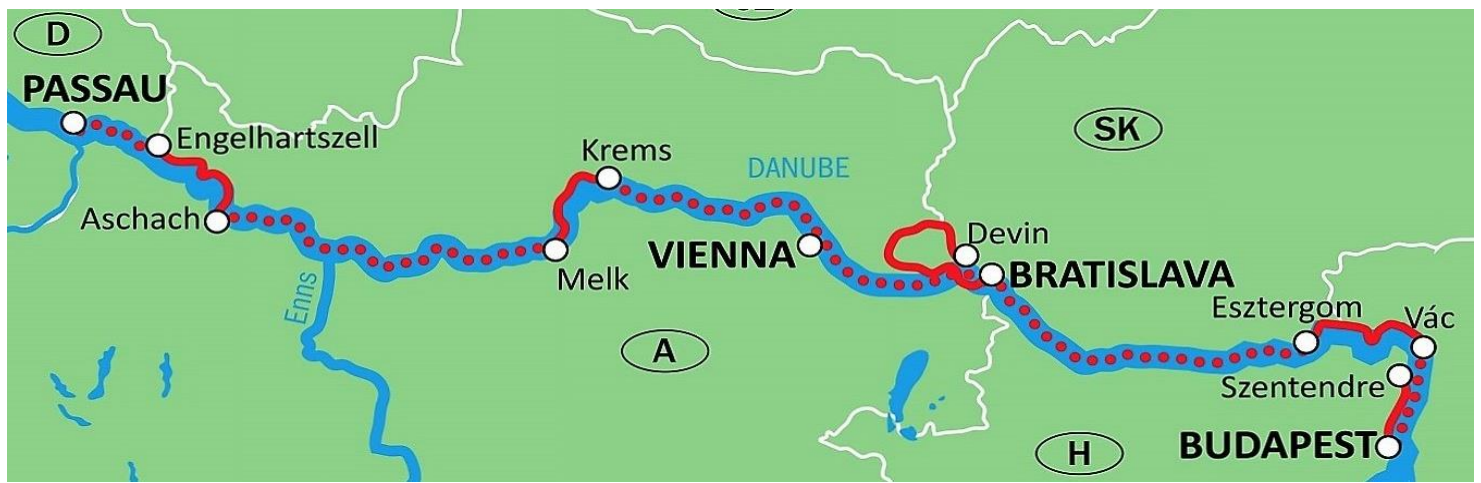 D
PASSAU
Engelhartszell
Aschach
Enns
Krems
Melk
DANUBE
VIENNA
A
SK
Devin
BRATISLAVA
Esztergom
Vác
Szentendre
BUDAPEST
H